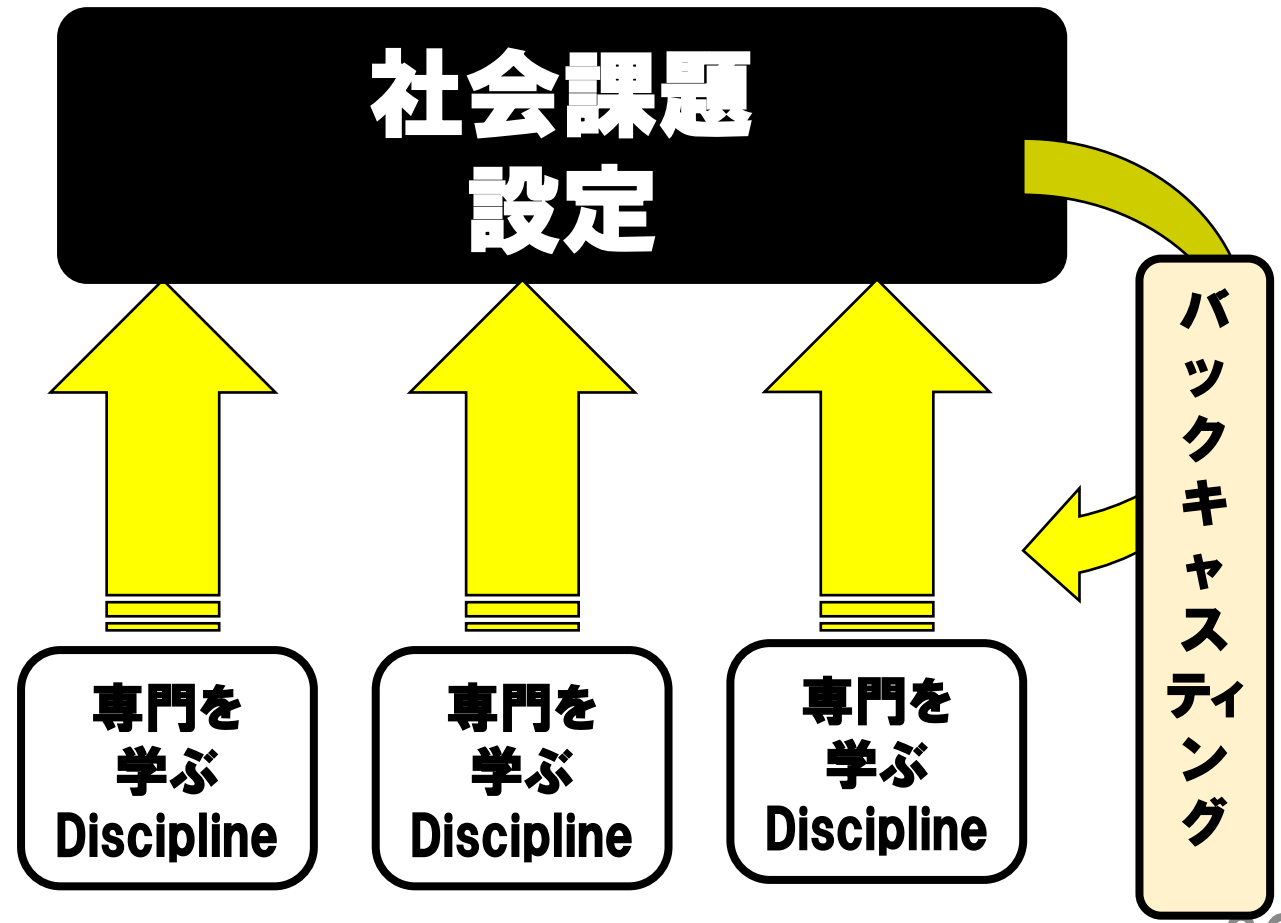 社会課題
設定
専門を
学ぶ
Discipline
専門を
学ぶ
Discipline
専門を
学ぶ
Discipline
バックキャスティング